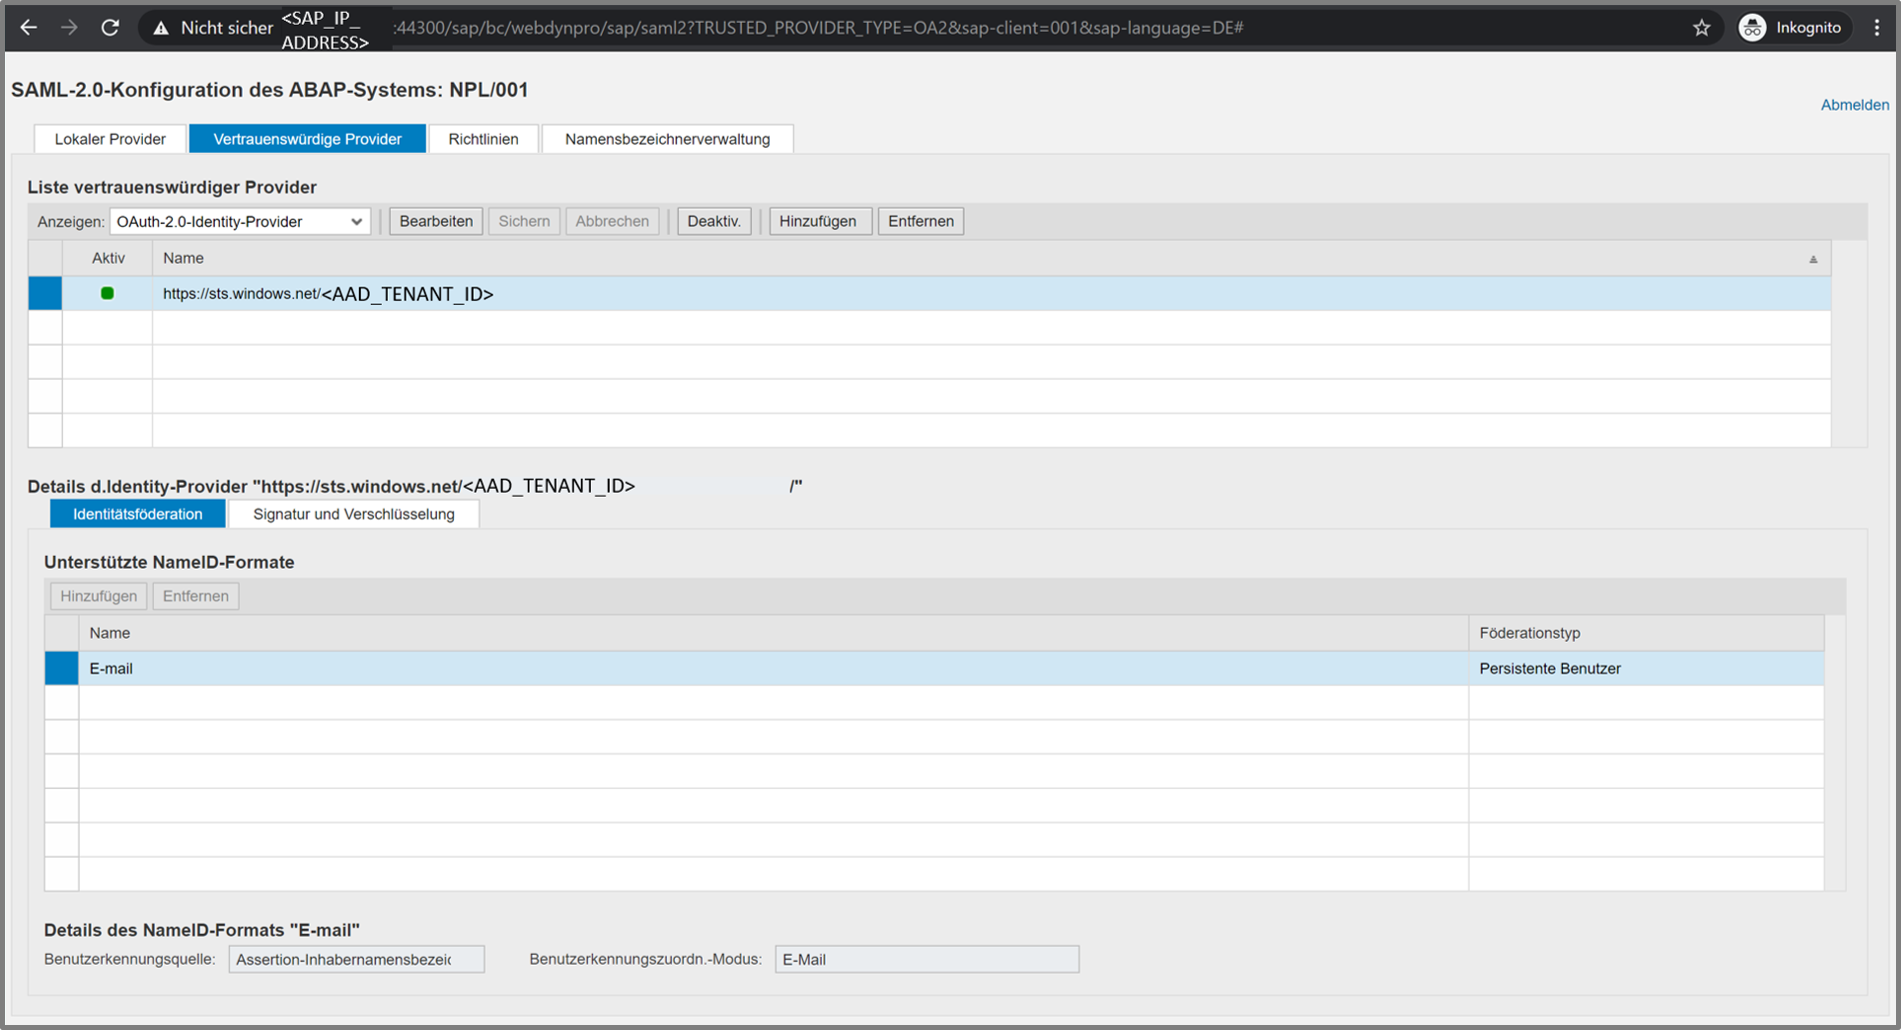 Nicht sicher <SAP_IP_
ADDRESS> :44300/sap/bc/webdynpro/sap/saml2?TRUSTED_PROVIDER_TYPE=OA2&sap-client=001&sap-language=DE# Inkognito
SAML-2.0-Konfiguration des ABAP-Systems: NPL/001
Abmelden
Lokaler Provider Vertrauenswürdige Provider Richtlinien Namensbezeichnerverwaltung
Liste vertrauenswürdiger Provider
Anzeigen: OAuth-2.0-Identity-Provider Bearbeiten Sichern Abbrechen Deaktiv. Hinzufügen Entfernen
Aktiv Name
https://sts.windows.net/<AAD_TENANT_ID>
Details d.Identity-Provider "https://sts.windows.net/<AAD_TENANT_ID> /"
Identitätsföderation Signatur und Verschlüsselung
Unterstützte NameID-Formate
Hinzufügen Entfernen
Name Föderationstyp
E-mail Persistente Benutzer
Details des NameID-Formats "E-mail"
Benutzerkennungsquelle: Assertion-Inhabernamensbezeic Benutzerkennungszuordn.-Modus: E-Mail